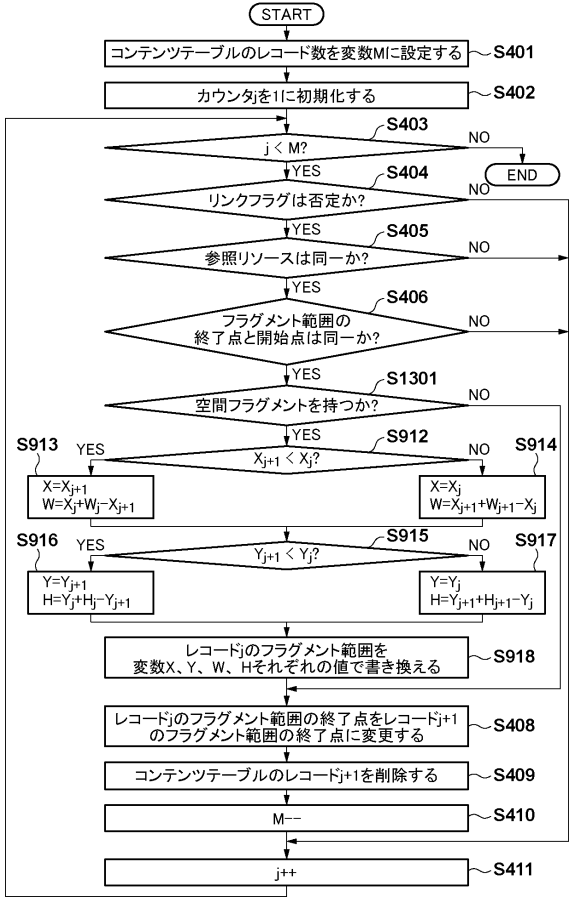 START
コンテンツテーブルのレコード数を変数Mに設定する
S401
カウンタjを1に初期化する
S402
S403
j < M?
NO
END
YES
S404
リンクフラグは否定か?
NO
YES
S405
参照リソースは同一か?
NO
YES
S406
フラグメント範囲の
終了点と開始点は同一か?
NO
YES
S1301
空間フラグメントを持つか?
NO
YES
S912
S913
YES
Xj+1 < Xj?
NO
S914
X=Xj+1
W=Xj+Wj−Xj+1
X=Xj
W=Xj+1+Wj+1−Xj
S915
S916
YES
Yj+1 < Yj?
NO
S917
Y=Yj+1
H=Yj+Hj−Yj+1
Y=Yj
H=Yj+1+Hj+1−Yj
レコードjのフラグメント範囲を
変数X、Y、W、Hそれぞれの値で書き換える
S918
レコードjのフラグメント範囲の終了点をレコードj+1
のフラグメント範囲の終了点に変更する
S408
コンテンツテーブルのレコードj+1を削除する
S409
M−−
S410
j++
S411